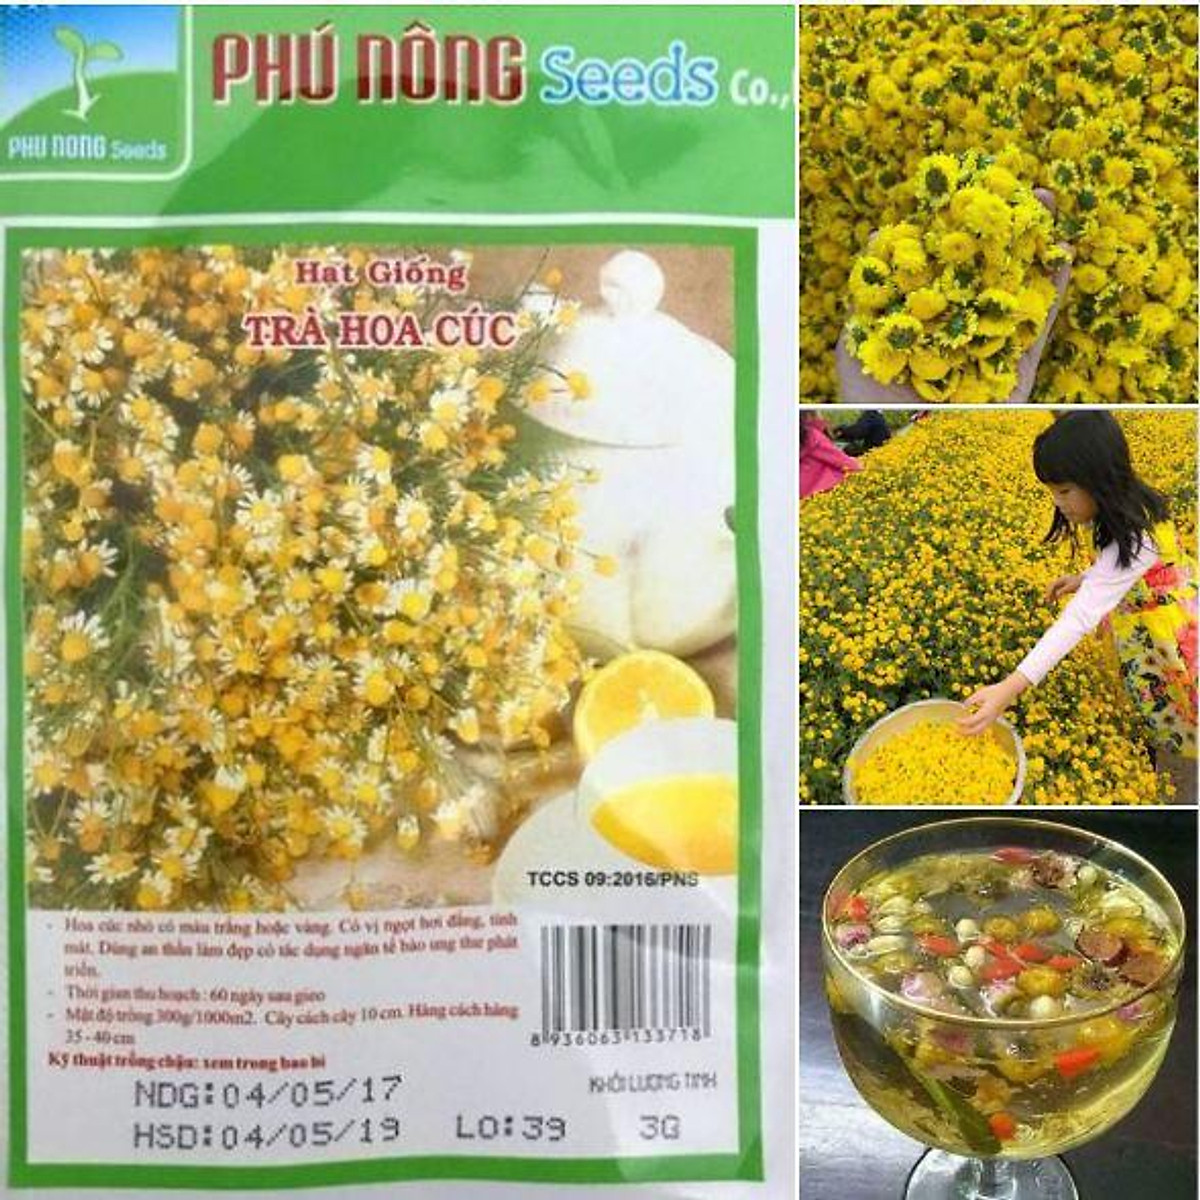 PHÚ NÔNG Seeds Co.,
PHU NONG Seeds
Hạt Giống
TRÀ HOA CÚC
TCCS 09:2016/PNS
- Hoa cúc nhỏ có màu trắng hoặc vàng. Có vị ngọt hơi đắng, tính
mát. Dùng an thần làm đẹp có tác dụng ngăn tế bào ung thư phát
triển.
- Thời gian thu hoạch : 60 ngày sau gieo
- Mật độ trồng 300g/1000m2. Cây cách cây 10 cm. Hàng cách hàng
35 - 40 cm
Kỹ thuật trồng chậu: xem trong bao bì
8 936063 133718
NDG:04/05/17
KHỐI LƯỢNG TỊNH
HSD:04/05/19 LO:39 3G